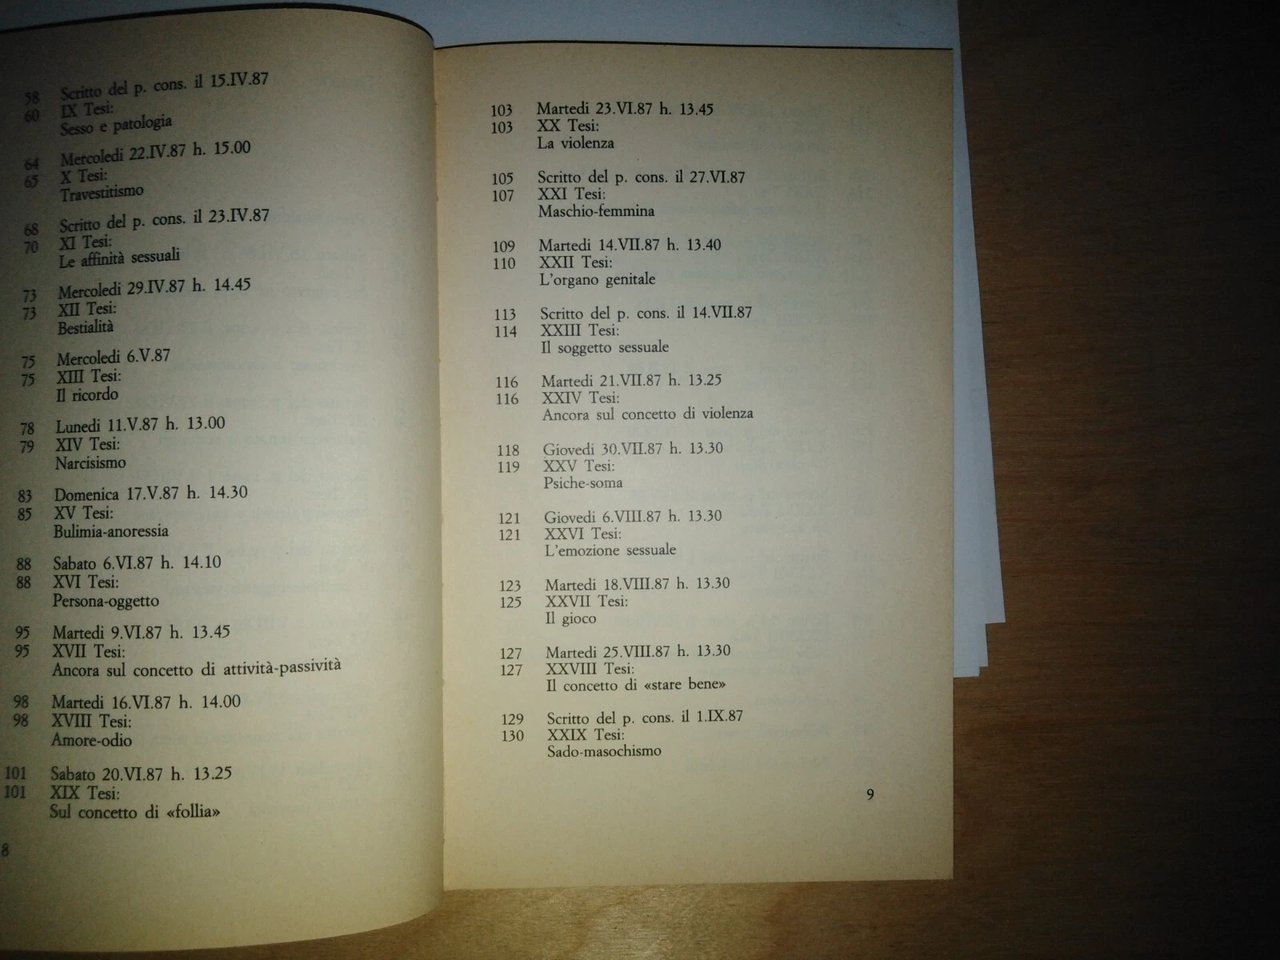 58 Scritto del p. cons. il 15.IV.87
60 IX Tesi:
Sesso e patologia
64 Mercoledi 22.IV.87 h. 15.00
65 X Tesi:
Travestitismo
68 Scritto del p. cons. il 23.IV.87
70 XI Tesi:
Le affinità sessuali
73 Mercoledi 29.IV.87 h. 14.45
73 XII Tesi:
Bestialità
75 Mercoledi 6.V.87
75 XIII Tesi:
Il ricordo
78 Lunedi 11.V.87 h. 13.00
79 XIV Tesi:
Narcisismo
83 Domenica 17.V.87 h. 14.30
85 XV Tesi:
Bulimia-anoressia
88 Sabato 6.VI.87 h. 14.10
88 XVI Tesi:
Persona-oggetto
95 Martedi 9.VI.87 h. 13.45
95 XVII Tesi:
Ancora sul concetto di attività-passività
98 Martedi 16.VI.87 h. 14.00
98 XVIII Tesi:
Amore-odio
101 Sabato 20.VI.87 h. 13.25
101 XIX Tesi:
Sul concetto di «follia»
8
103 Martedi 23.VI.87 h. 13.45
103 XX Tesi:
La violenza
105 Scritto del p. cons. il 27.VI.87
107 XXI Tesi:
Maschio-femmina
109 Martedi 14.VII.87 h. 13.40
110 XXII Tesi:
L'organo genitale
113 Scritto del p. cons. il 14.VII.87
114 XXIII Tesi:
Il soggetto sessuale
116 Martedi 21.VII.87 h. 13.25
116 XXIV Tesi:
Ancora sul concetto di violenza
118 Giovedi 30.VII.87 h. 13.30
119 XXV Tesi:
Psiche-soma
121 Giovedi 6.VIII.87 h. 13.30
121 XXVI Tesi:
L'emozione sessuale
123 Martedi 18.VIII.87 h. 13.30
125 XXVII Tesi:
Il gioco
127 Martedi 25.VIII.87 h. 13.30
127 XXVIII Tesi:
Il concetto di «stare bene»
129 Scritto del p. cons. il 1.IX.87
130 XXIX Tesi:
Sado-masochismo
9